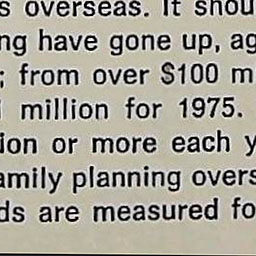 s overseas. It shou
ng have gone up, ag
; from over $100 m
million for 1975.
ion or more each y
amily planning overs
ds are measured fo